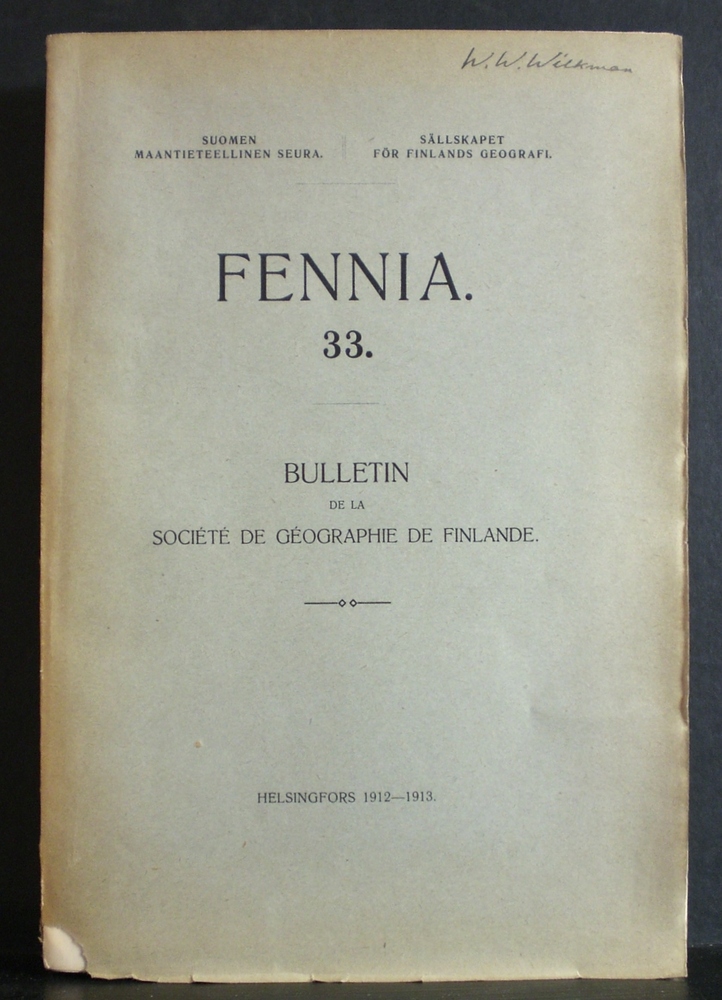 W. W. Wilkman
SUOMEN
MAANTIETEELLINEN SEURA.
SÄLLSKAPET
FÖR FINLANDS GEOGRAFI.
FENNIA.
33.
BULLETIN
DE LA
SOCIÉTÉ DE GÉOGRAPHIE DE FINLANDE.
HELSINGFORS 1912—1913.